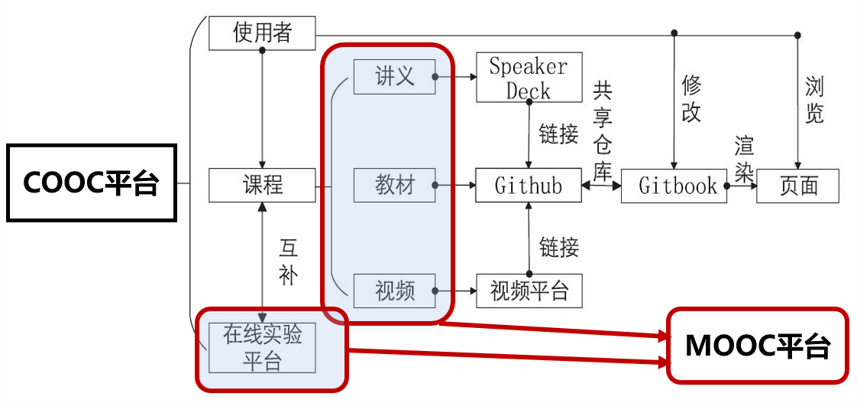 使用者
讲义
Speaker
Deck
共享仓库
修改
浏览
链接
渲染
COOC平台
课程
教材
Github
Gitbook
页面
互补
链接
视频
视频平台
在线实验
平台
MOOC平台